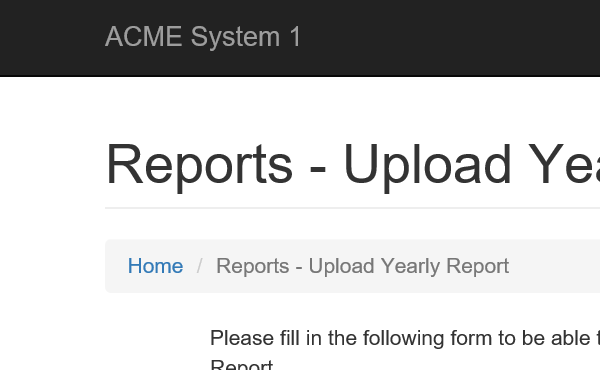 ACME System 1
Reports - Upload
Home / Reports - Upload Yearly Report
Please fill in the following form to be able
Report